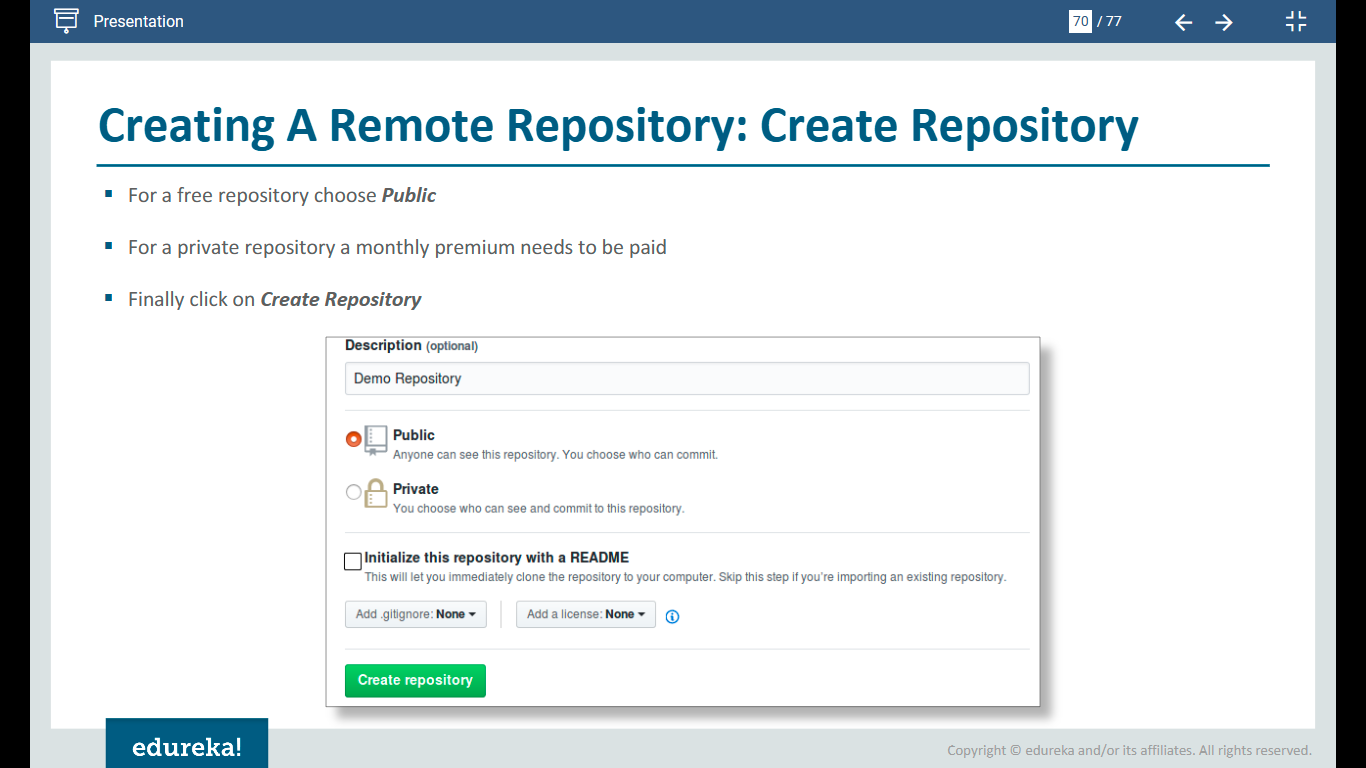 Presentation
70 / 77
Creating A Remote Repository: Create Repository
For a free repository choose Public
For a private repository a monthly premium needs to be paid
Finally click on Create Repository
Description (optional)
Demo Repository
Public
Anyone can see this repository. You choose who can commit.
Private
You choose who can see and commit to this repository.
Initialize this repository with a README
This will let you immediately clone the repository to your computer. Skip this step if you're importing an existing repository.
Add .gitignore: None Add a license: None
Create repository
edureka!
Copyright © edureka and/or its affiliates. All rights reserved.